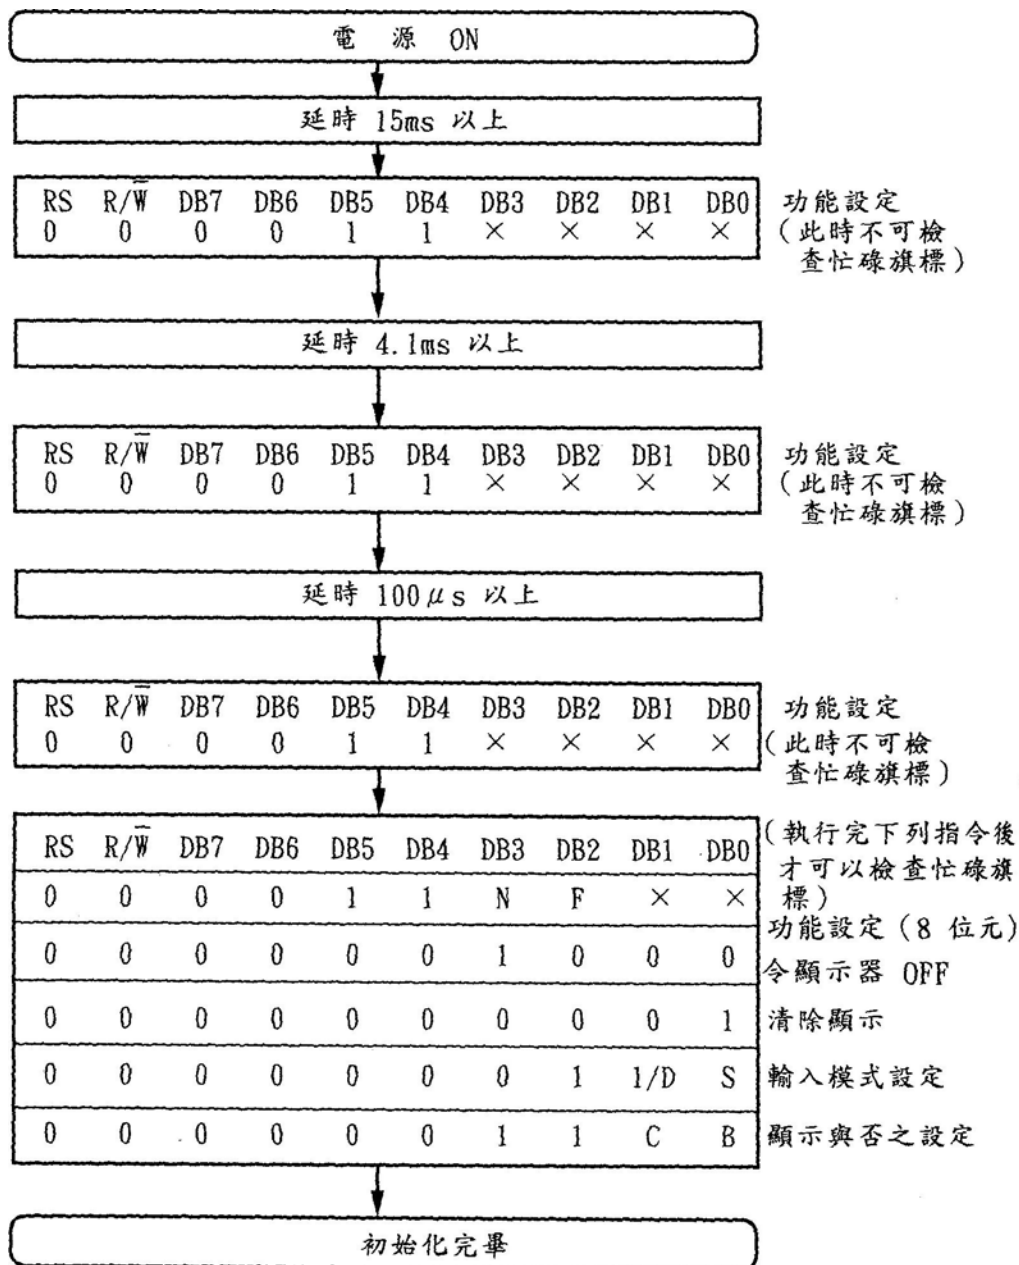 電 源 ON
延時 15ms 以上
RS R/W̅ DB7 DB6 DB5 DB4 DB3 DB2 DB1 DB0
0 0 0 0 1 1 × × × ×
功能設定
(此時不可檢
查忙碌旗標)
延時 4.1ms 以上
RS R/W̅ DB7 DB6 DB5 DB4 DB3 DB2 DB1 DB0
0 0 0 0 1 1 × × × ×
功能設定
(此時不可檢
查忙碌旗標)
延時 100μs 以上
RS R/W̅ DB7 DB6 DB5 DB4 DB3 DB2 DB1 DB0
0 0 0 0 1 1 × × × ×
功能設定
(此時不可檢
查忙碌旗標)
RS R/W̅ DB7 DB6 DB5 DB4 DB3 DB2 DB1 DB0
(執行完下列指令後
才可以檢查忙碌旗
標)
0 0 0 0 1 1 N F × ×
功能設定(8 位元)
0 0 0 0 0 0 1 0 0 0
令顯示器 OFF
0 0 0 0 0 0 0 0 0 1
清除顯示
0 0 0 0 0 0 0 1 1/D S
輸入模式設定
0 0 0 0 0 0 1 1 C B
顯示與否之設定
初始化完畢